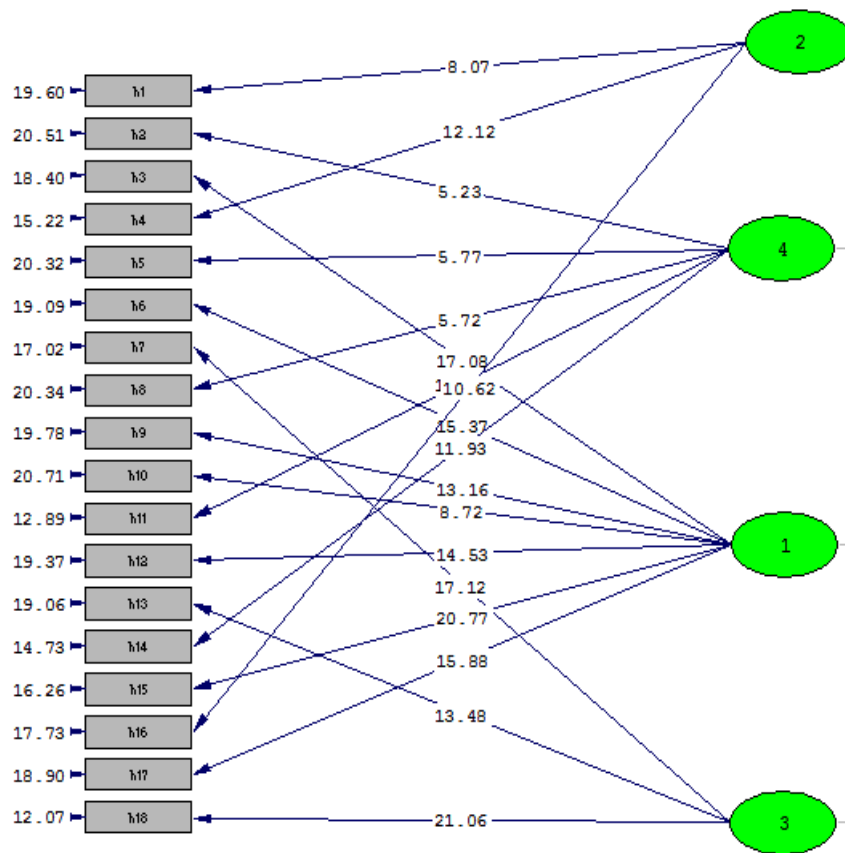 2
8.07
19.60 h1
12.12
20.51 h2
18.40 h3
5.23
15.22 h4
4
5.77
20.32 h5
19.09 h6
5.72
17.02 h7
17.08
20.34 h8
10.62
15.37
19.78 h9
11.93
20.71 h10
13.16
8.72
12.89 h11
1
14.53
19.37 h12
17.12
19.06 h13
20.77
14.73 h14
15.88
16.26 h15
13.48
17.73 h16
18.90 h17
12.07 h18
21.06
3